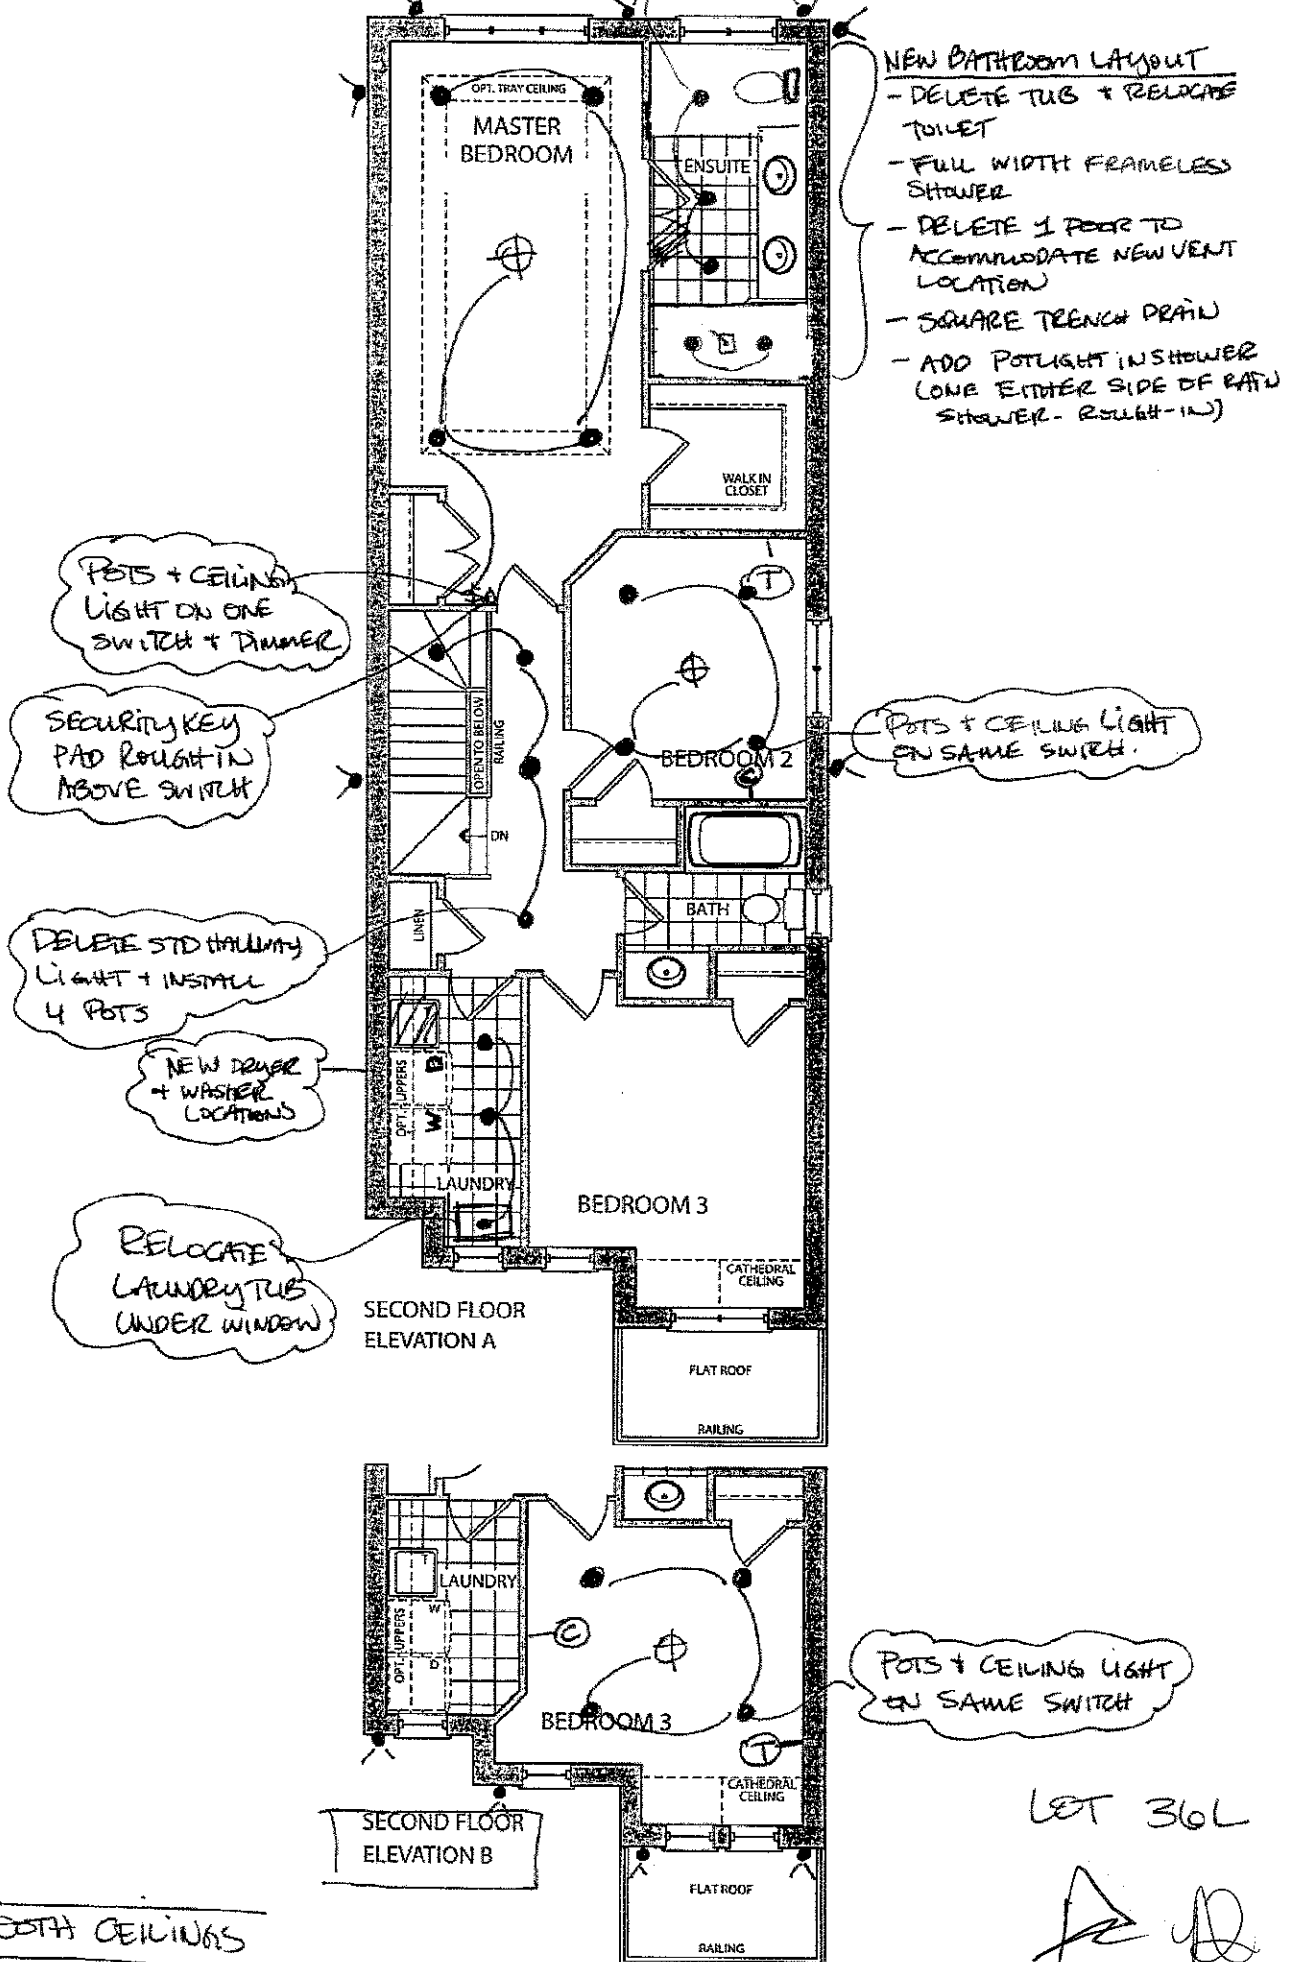 NEW BATHROOM LAYOUT
- DELETE TUB + RELOCATE
TOILET
- FULL WIDTH FRAMELESS
SHOWER
- DELETE 1 DOOR TO
ACCOMMODATE NEW VENT
LOCATION
- SQUARE TRENCH DRAIN
- ADD POTLIGHT IN SHOWER
(ONE EITHER SIDE OF RAIN
SHOWER - ROUGH-IN)
OPT. TRAY CEILING
MASTER
BEDROOM
ENSUITE
WALK IN
CLOSET
POTS + CEILING
LIGHT ON ONE
SWITCH + DIMMER
T
SECURITY KEY
PAD ROUGH IN
ABOVE SWITCH
OPEN TO BELOW
RAILING
DN
BEDROOM 2
C
POTS + CEILING LIGHT
ON SAME SWITCH.
BATH
LINEN
DELETE STD HALLWAY
LIGHT + INSTALL
4 POTS
NEW DRYER
+ WASHER
LOCATIONS
OPT. UPPERS
D
W
LAUNDRY
BEDROOM 3
RELOCATE
LAUNDRY TUB
UNDER WINDOW
CATHEDRAL
CEILING
SECOND FLOOR
ELEVATION A
FLAT ROOF
RAILING
T
LAUNDRY
OPT. UPPERS
W
D
C
BEDROOM 3
T
POTS + CEILING LIGHT
ON SAME SWITCH
CATHEDRAL
CEILING
SECOND FLOOR
ELEVATION B
LOT 36L
FLAT ROOF
RAILING
OOTH CEILINGS